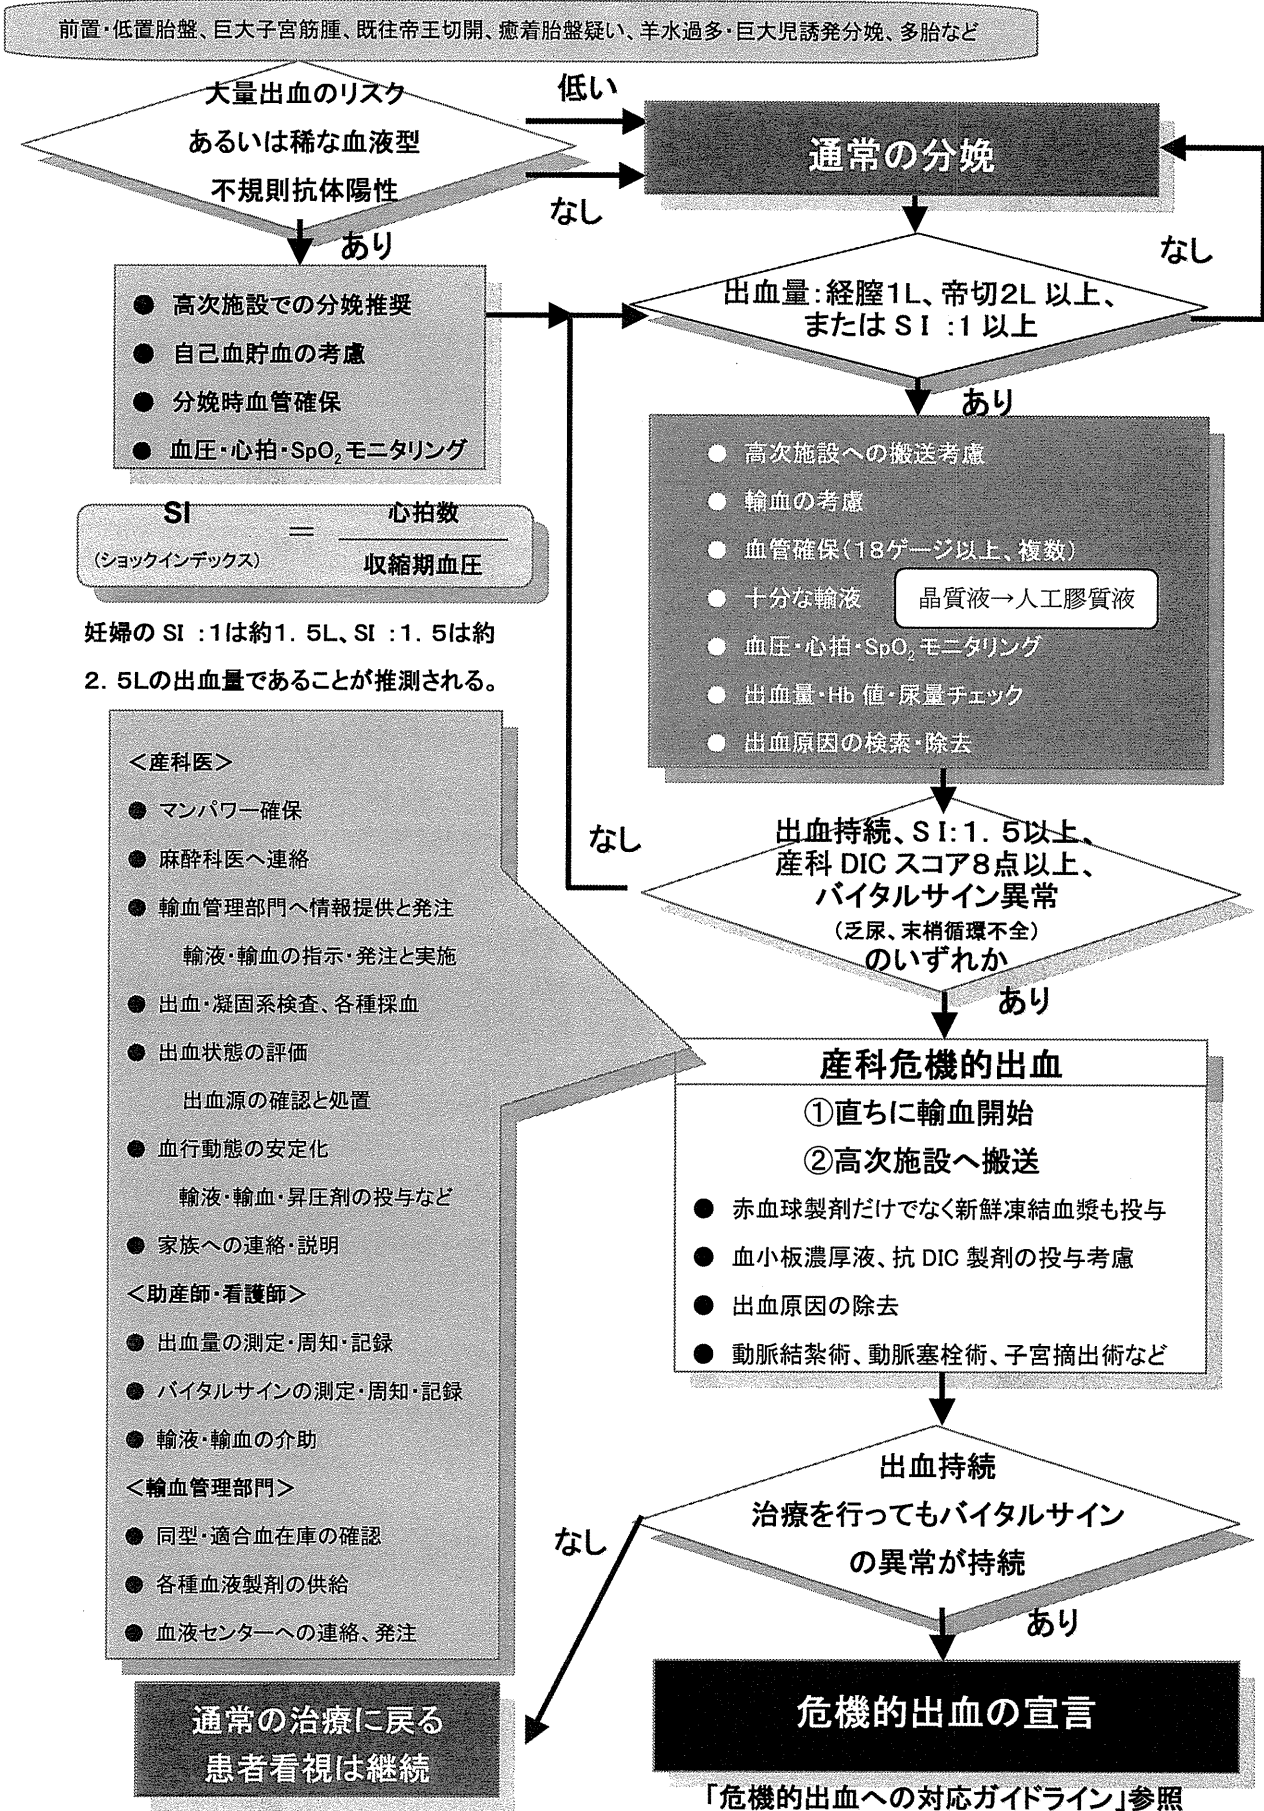 前置・低置胎盤、巨大子宮筋腫、既往帝王切開、癒着胎盤疑い、羊水過多・巨大児誘発分娩、多胎など
大量出血のリスク
あるいは稀な血液型
不規則抗体陽性
低い
なし
通常の分娩
あり
● 高次施設での分娩推奨
● 自己血貯血の考慮
● 分娩時血管確保
● 血圧・心拍・SpO₂モニタリング
なし
出血量：経膣1L、帝切2L 以上、
または SI ：1 以上
あり
SI
(ショックインデックス)
＝
心拍数
収縮期血圧
妊婦の SI ：1は約1．5L、SI ：1．5は約
2．5Lの出血量であることが推測される。
● 高次施設への搬送考慮
● 輸血の考慮
● 血管確保（18ゲージ以上、複数）
● 十分な輸液
晶質液→人工膠質液
● 血圧・心拍・SpO₂モニタリング
● 出血量・Hb 値・尿量チェック
● 出血原因の検索・除去
なし
出血持続、SI：1．5以上、
産科 DIC スコア8点以上、
バイタルサイン異常
(乏尿、末梢循環不全)
のいずれか
あり
＜産科医＞
● マンパワー確保
● 麻酔科医へ連絡
● 輸血管理部門へ情報提供と発注
輸液・輸血の指示・発注と実施
● 出血・凝固系検査、各種採血
● 出血状態の評価
出血源の確認と処置
● 血行動態の安定化
輸液・輸血・昇圧剤の投与など
● 家族への連絡・説明
＜助産師・看護師＞
● 出血量の測定・周知・記録
● バイタルサインの測定・周知・記録
● 輸液・輸血の介助
＜輸血管理部門＞
● 同型・適合血在庫の確認
● 各種血液製剤の供給
● 血液センターへの連絡、発注
産科危機的出血
①直ちに輸血開始
②高次施設へ搬送
● 赤血球製剤だけでなく新鮮凍結血漿も投与
● 血小板濃厚液、抗 DIC 製剤の投与考慮
● 出血原因の除去
● 動脈結紮術、動脈塞栓術、子宮摘出術など
なし
出血持続
治療を行ってもバイタルサイン
の異常が持続
あり
通常の治療に戻る
患者看視は継続
危機的出血の宣言
「危機的出血への対応ガイドライン」参照